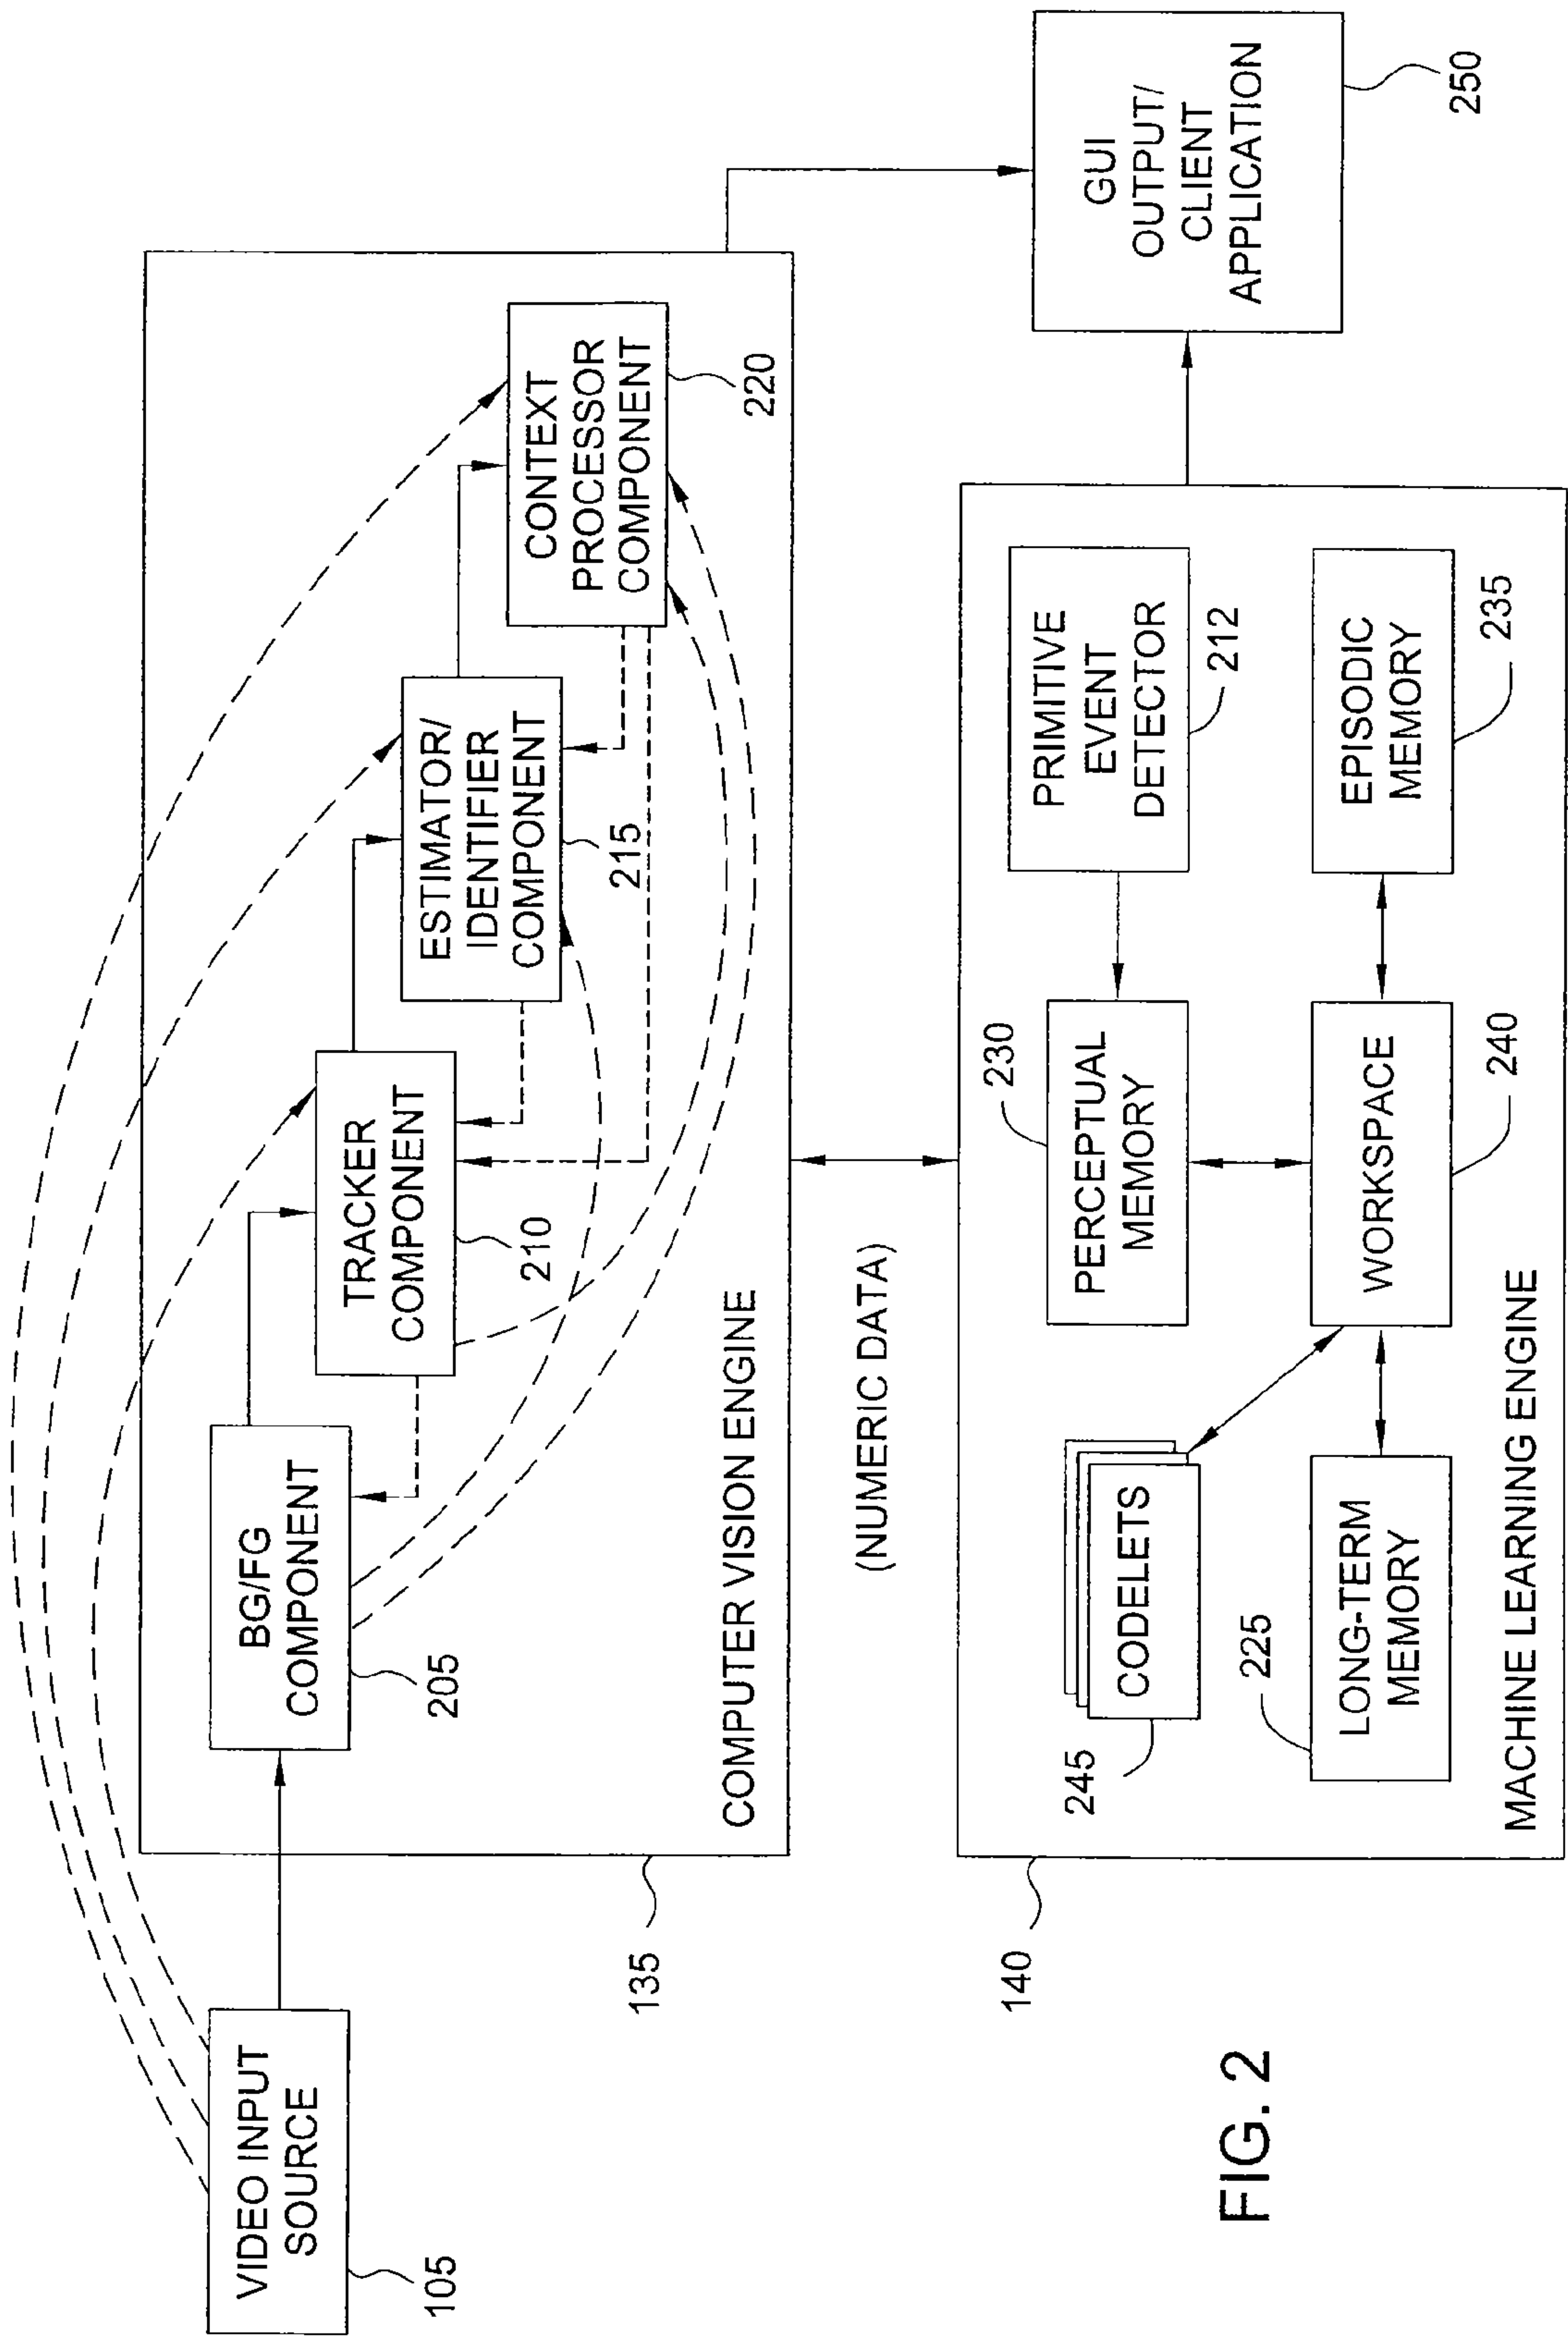 VIDEO INPUT
SOURCE
105
BG/FG
COMPONENT
205
TRACKER
COMPONENT
210
ESTIMATOR/
IDENTIFIER
COMPONENT
215
CONTEXT
PROCESSOR
COMPONENT
220
COMPUTER VISION ENGINE
135
(NUMERIC DATA)
GUI
OUTPUT/
CLIENT
APPLICATION
250
140
CODELETS
245
PERCEPTUAL
MEMORY
230
PRIMITIVE
EVENT
DETECTOR
212
LONG-TERM
MEMORY
225
WORKSPACE
240
EPISODIC
MEMORY
235
MACHINE LEARNING ENGINE
FIG. 2